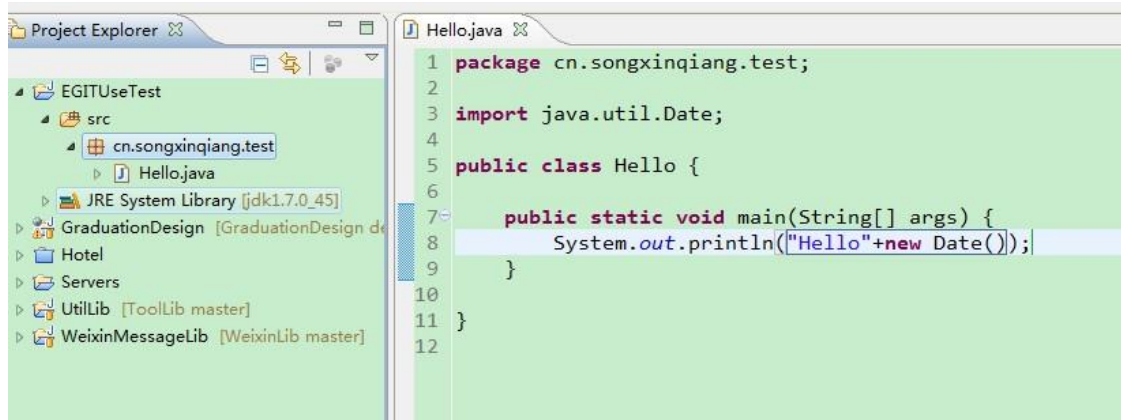 Project Explorer
EGITUseTest
src
cn.songxinqiang.test
Hello.java
JRE System Library [jdk1.7.0_45]
GraduationDesign [GraduationDesign de
Hotel
Servers
UtilLib [ToolLib master]
WeixinMessageLib [WeixinLib master]
Hello.java
1 package cn.songxinqiang.test;
2
3 import java.util.Date;
4
5 public class Hello {
6
7 public static void main(String[] args) {
8 System.out.println("Hello"+new Date());
9 }
10
11 }
12